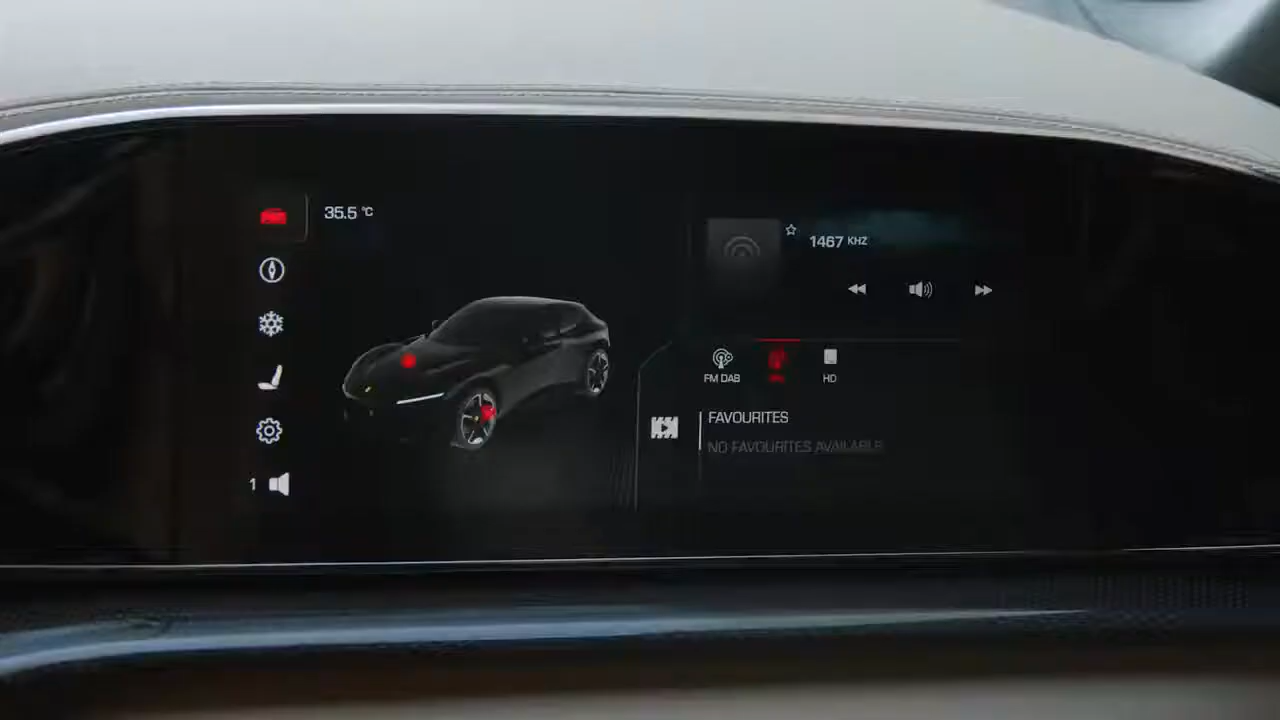 35.5 °C
1467 KHZ
FM DAB
HD
FAVOURITES
NO FAVOURITES AVAILABLE
1